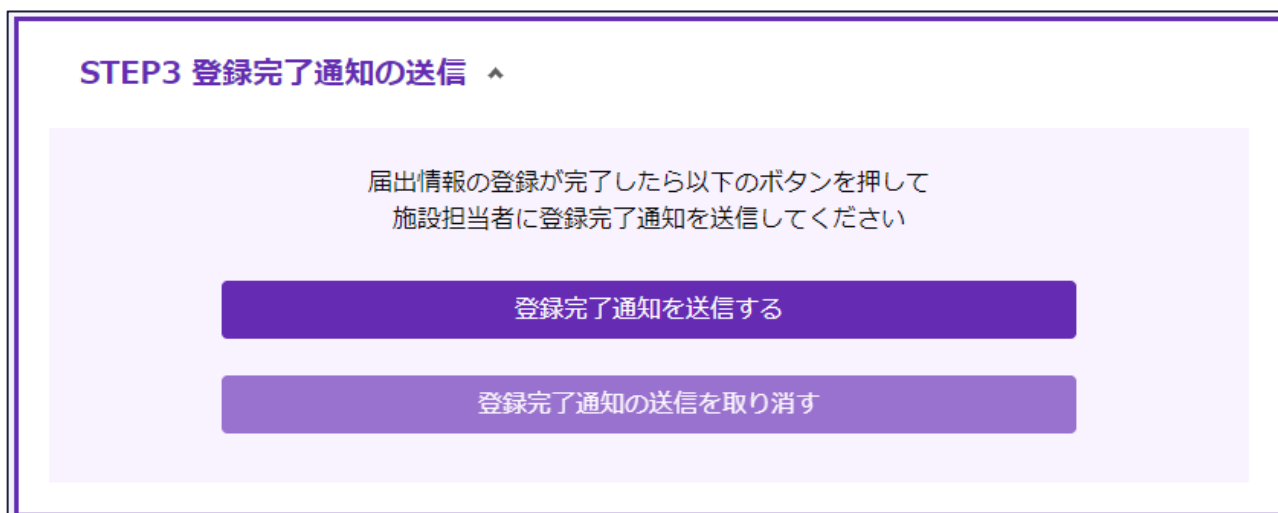 STEP3 登録完了通知の送信
届出情報の登録が完了したら以下のボタンを押して
施設担当者に登録完了通知を送信してください
登録完了通知を送信する
登録完了通知の送信を取り消す